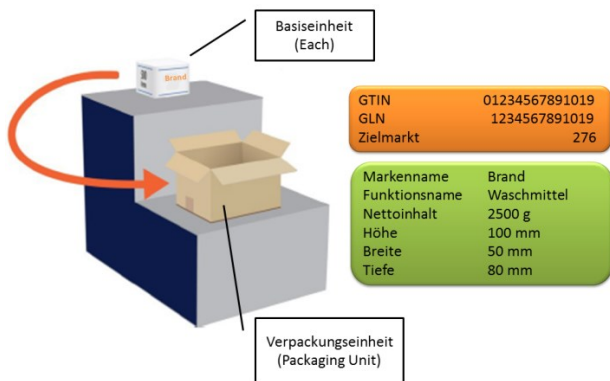 Basiseinheit
(Each)
Brand
GTIN 01234567891019
GLN 1234567891019
Zielmarkt 276
Markenname Brand
Funktionsname Waschmittel
Nettoinhalt 2500 g
Höhe 100 mm
Breite 50 mm
Tiefe 80 mm
Verpackungseinheit
(Packaging Unit)